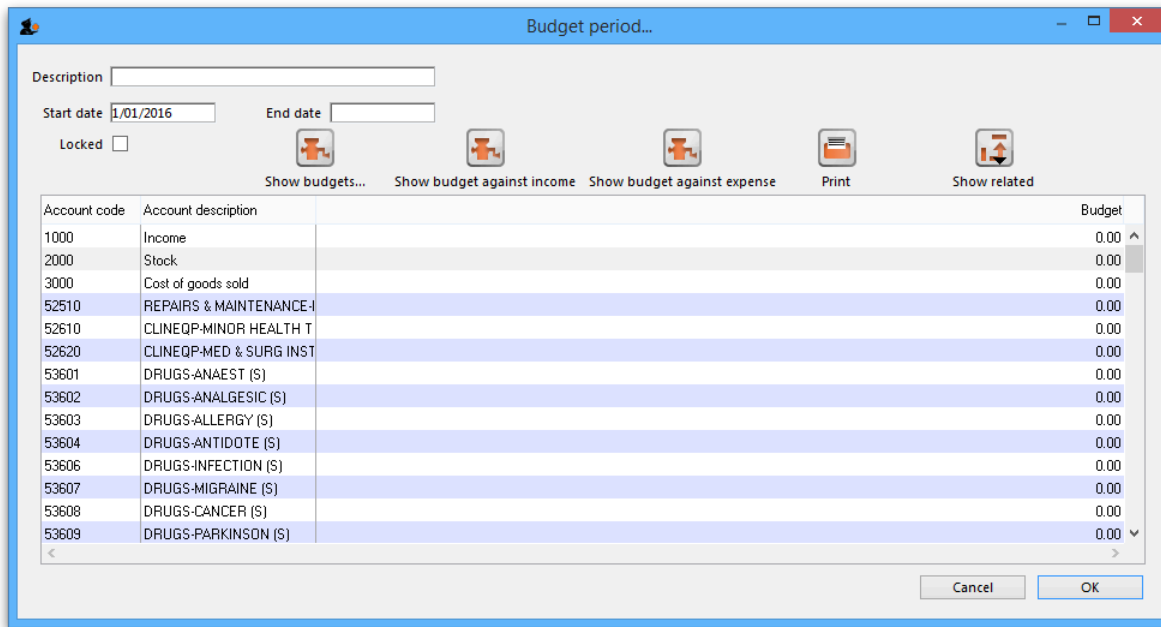 Budget period...
Description
Start date 1/01/2016 End date
Locked
Show budgets... Show budget against income Show budget against expense Print Show related
Account code Account description Budget
1000 Income 0.00
2000 Stock 0.00
3000 Cost of goods sold 0.00
52510 REPAIRS & MAINTENANCE-I 0.00
52610 CLINEQP-MINOR HEALTH T 0.00
52620 CLINEQP-MED & SURG INST 0.00
53601 DRUGS-ANAEST (S) 0.00
53602 DRUGS-ANALGESIC (S) 0.00
53603 DRUGS-ALLERGY (S) 0.00
53604 DRUGS-ANTIDOTE (S) 0.00
53606 DRUGS-INFECTION (S) 0.00
53607 DRUGS-MIGRAINE (S) 0.00
53608 DRUGS-CANCER (S) 0.00
53609 DRUGS-PARKINSON (S) 0.00
Cancel OK